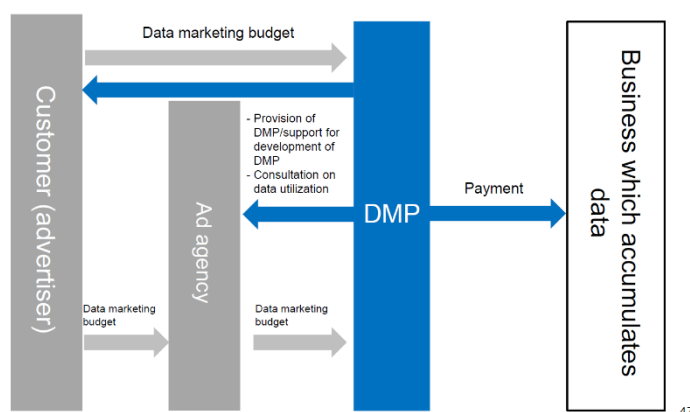 Data marketing budget
Customer (advertiser)
Ad agency
- Provision of
DMP/support for
development of
DMP
- Consultation on
data utilization
DMP
Payment
Business which accumulates
data
Data marketing
budget
Data marketing
budget